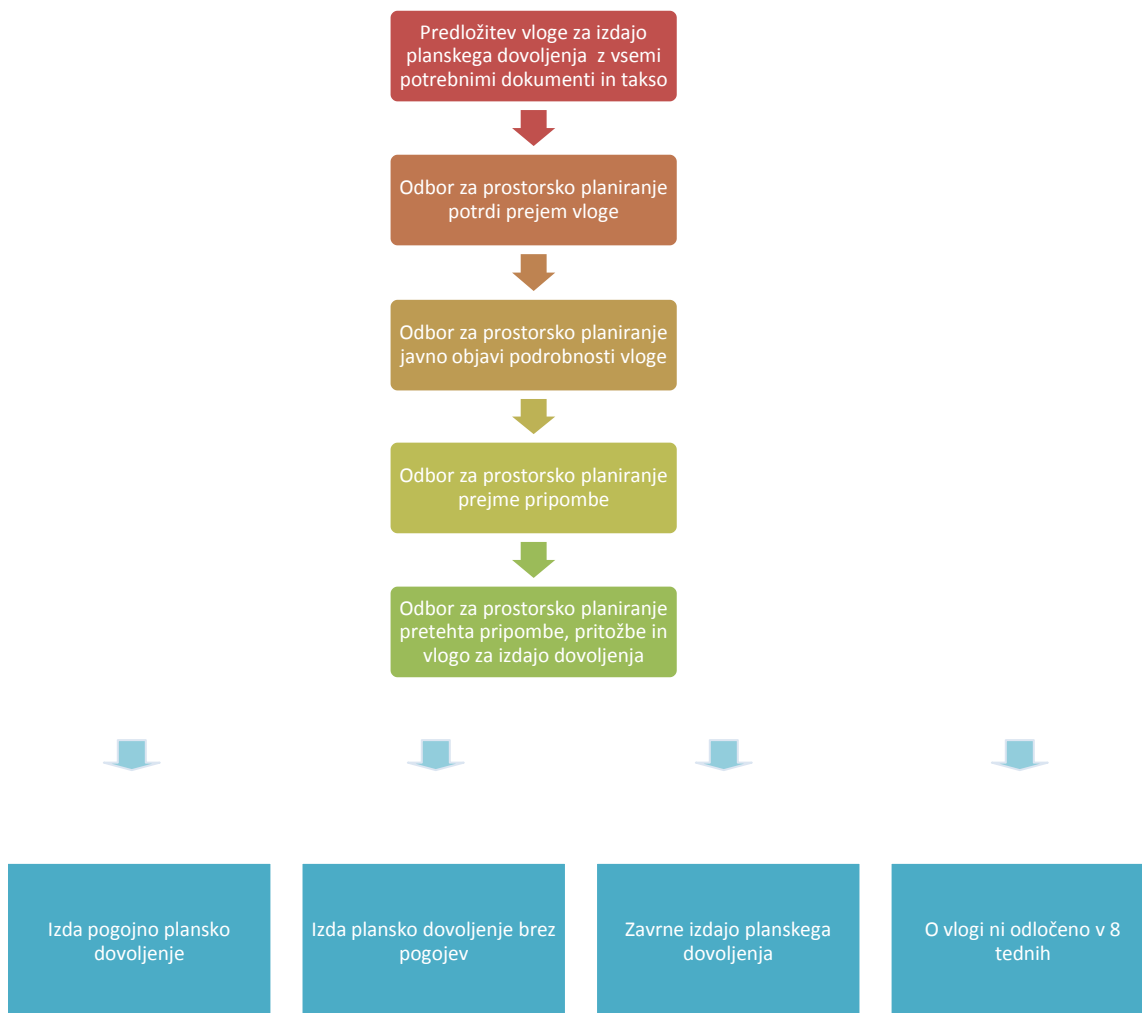 Predložitev vloge za izdajo
planskega dovoljenja z vsemi
potrebnimi dokumenti in takso
Odbor za prostorsko planiranje
potrdi prejem vloge
Odbor za prostorsko planiranje
javno objavi podrobnosti vloge
Odbor za prostorsko planiranje
prejme pripombe
Odbor za prostorsko planiranje
pretehta pripombe, pritožbe in
vlogo za izdajo dovoljenja
Izda pogojno plansko
dovoljenje
Izda plansko dovoljenje brez
pogojev
Zavrne izdajo planskega
dovoljenja
O vlogi ni odločeno v 8
tednih